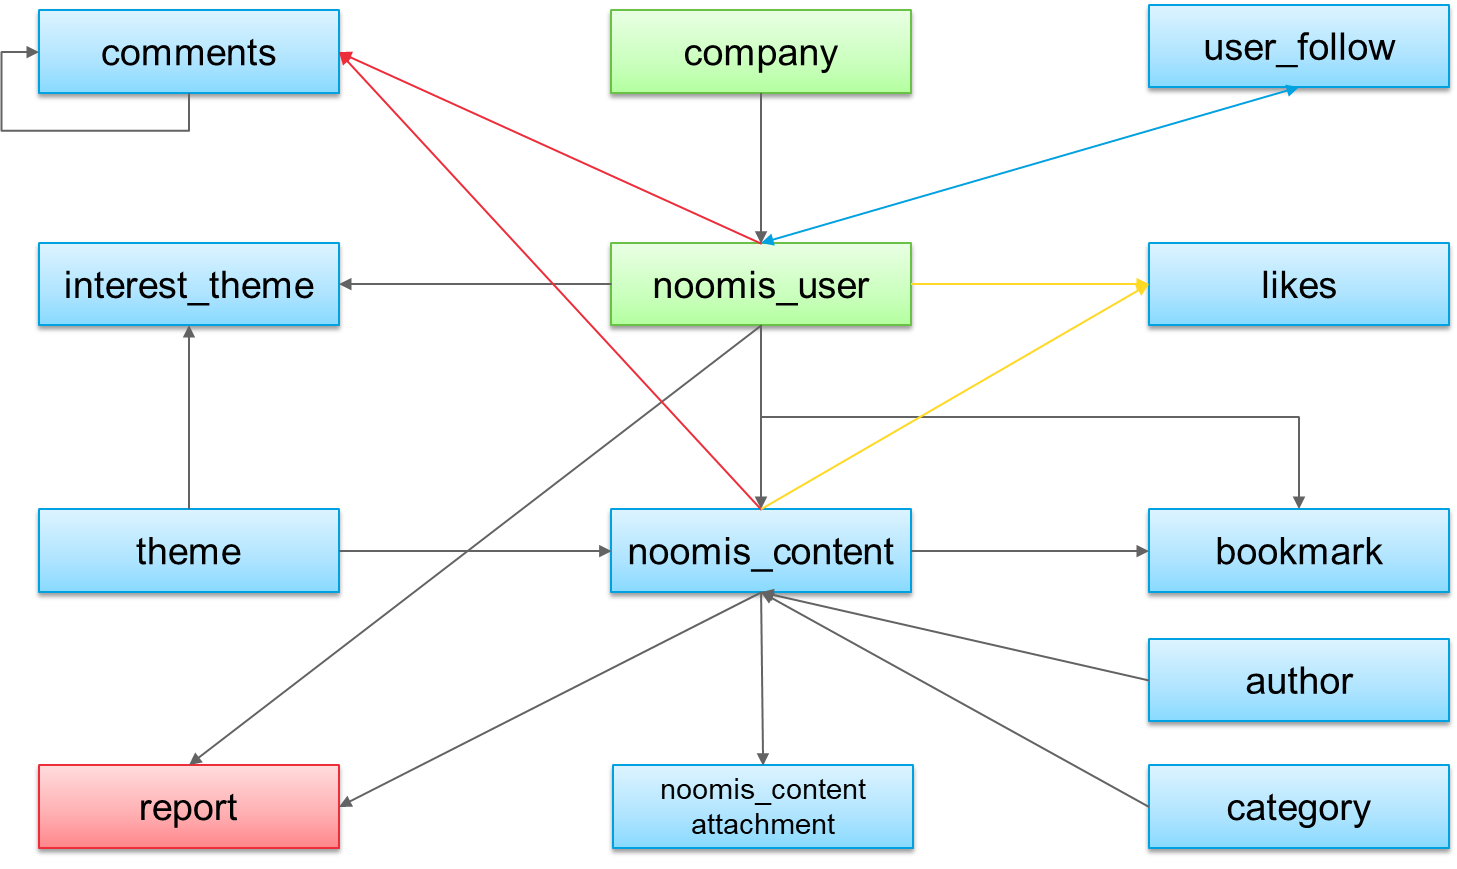 comments
company
user_follow
interest_theme
noomis_user
likes
theme
noomis_content
bookmark
author
report
noomis_content
attachment
category